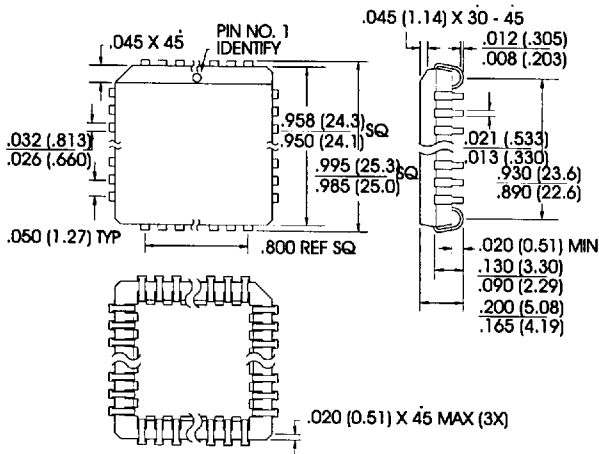 .045 X 45
PIN NO. 1
IDENTIFY
.045 (1.14) X 30 - 45
.012 (.305)
.008 (.203)
.032 (.813)
.026 (.660)
.958 (24.3)
.950 (24.1)
SQ
.995 (25.3)
.985 (25.0)
SQ
.021 (.533)
.013 (.330)
.930 (23.6)
.890 (22.6)
.050 (1.27) TYP
.800 REF SQ
.020 (0.51) MIN
.130 (3.30)
.090 (2.29)
.200 (5.08)
.165 (4.19)
.020 (0.51) X 45 MAX (3X)